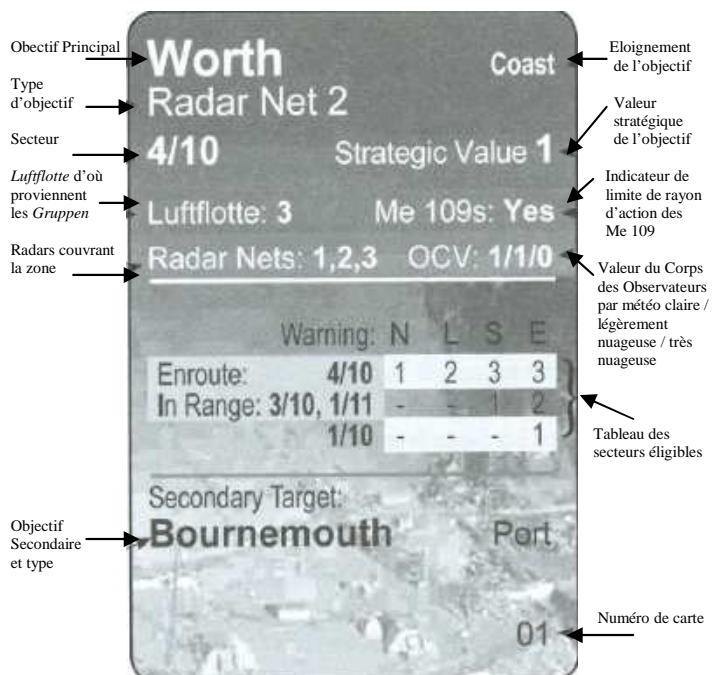 Obectif Principal
Type
d'objectif
Secteur
Luftflotte d'où
proviennent
les Gruppen
Radars couvrant
la zone
Objectif
Secondaire
et type
Worth Coast
Radar Net 2
4/10 Strategic Value 1
Luftflotte: 3 Me 109s: Yes
Radar Nets: 1,2,3 OCV: 1/1/0
Warning: N L S E
Enroute: 4/10 1 2 3 3
In Range: 3/10, 1/11 - - 1 2
1/10 - - - 1
Secondary Target:
Bournemouth Port
01
Eloignement
de l'objectif
Valeur
stratégique
de l'objectif
Indicateur de
limite de rayon
d'action des
Me 109
Valeur du Corps
des Observateurs
par météo claire /
légèrement
nuageuse / très
nuageuse
Tableau des
secteurs éligibles
Numéro de carte